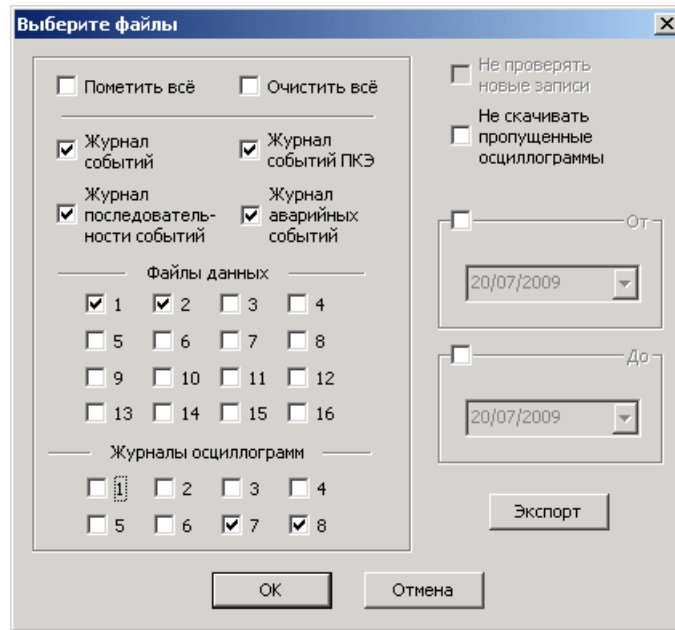 Выберите файлы
Пометить всё
Очистить всё
Журнал
событий
Журнал
событий ПКЭ
Журнал
последователь-
ности событий
Журнал
аварийных
событий
Файлы данных
1 2 3 4
5 6 7 8
9 10 11 12
13 14 15 16
Журналы осциллограмм
1 2 3 4
5 6 7 8
Не проверять
новые записи
Не скачивать
пропущенные
осциллограммы
От
20/07/2009
До
20/07/2009
Экспорт
OK
Отмена